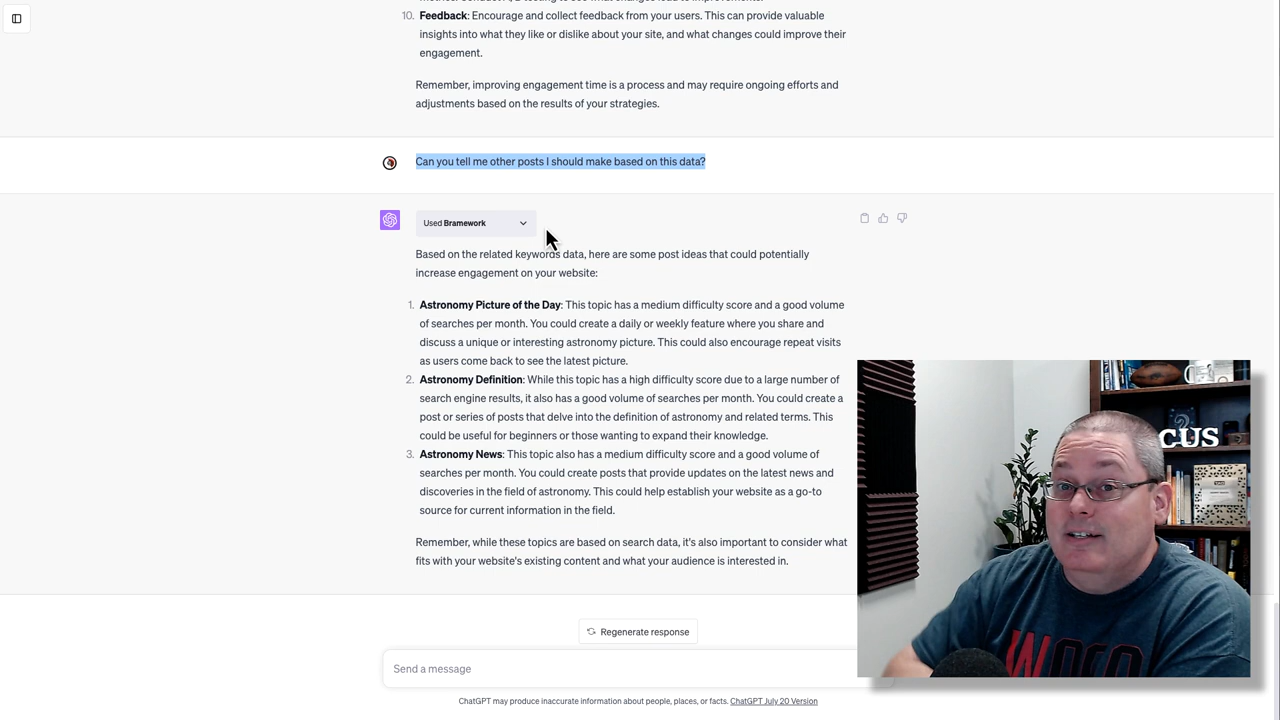 10. Feedback: Encourage and collect feedback from your users. This can provide valuable
insights into what they like or dislike about your site, and what changes could improve their
engagement.
Remember, improving engagement time is a process and may require ongoing efforts and
adjustments based on the results of your strategies.
Can you tell me other posts I should make based on this data?
Used Bramework
Based on the related keywords data, here are some post ideas that could potentially
increase engagement on your website:
1. Astronomy Picture of the Day: This topic has a medium difficulty score and a good volume
of searches per month. You could create a daily or weekly feature where you share and
discuss a unique or interesting astronomy picture. This could also encourage repeat visits
as users come back to see the latest picture.
2. Astronomy Definition: While this topic has a high difficulty score due to a large number of
search engine results, it also has a good volume of searches per month. You could create a
post or series of posts that delve into the definition of astronomy and related terms. This
could be useful for beginners or those wanting to expand their knowledge.
3. Astronomy News: This topic also has a medium difficulty score and a good volume of
searches per month. You could create posts that provide updates on the latest news and
discoveries in the field of astronomy. This could help establish your website as a go-to
source for current information in the field.
CUS
Remember, while these topics are based on search data, it's also important to consider what
fits with your website's existing content and what your audience is interested in.
Regenerate response
Send a message
ChatGPT may produce inaccurate information about people, places, or facts. ChatGPT July 20 Version